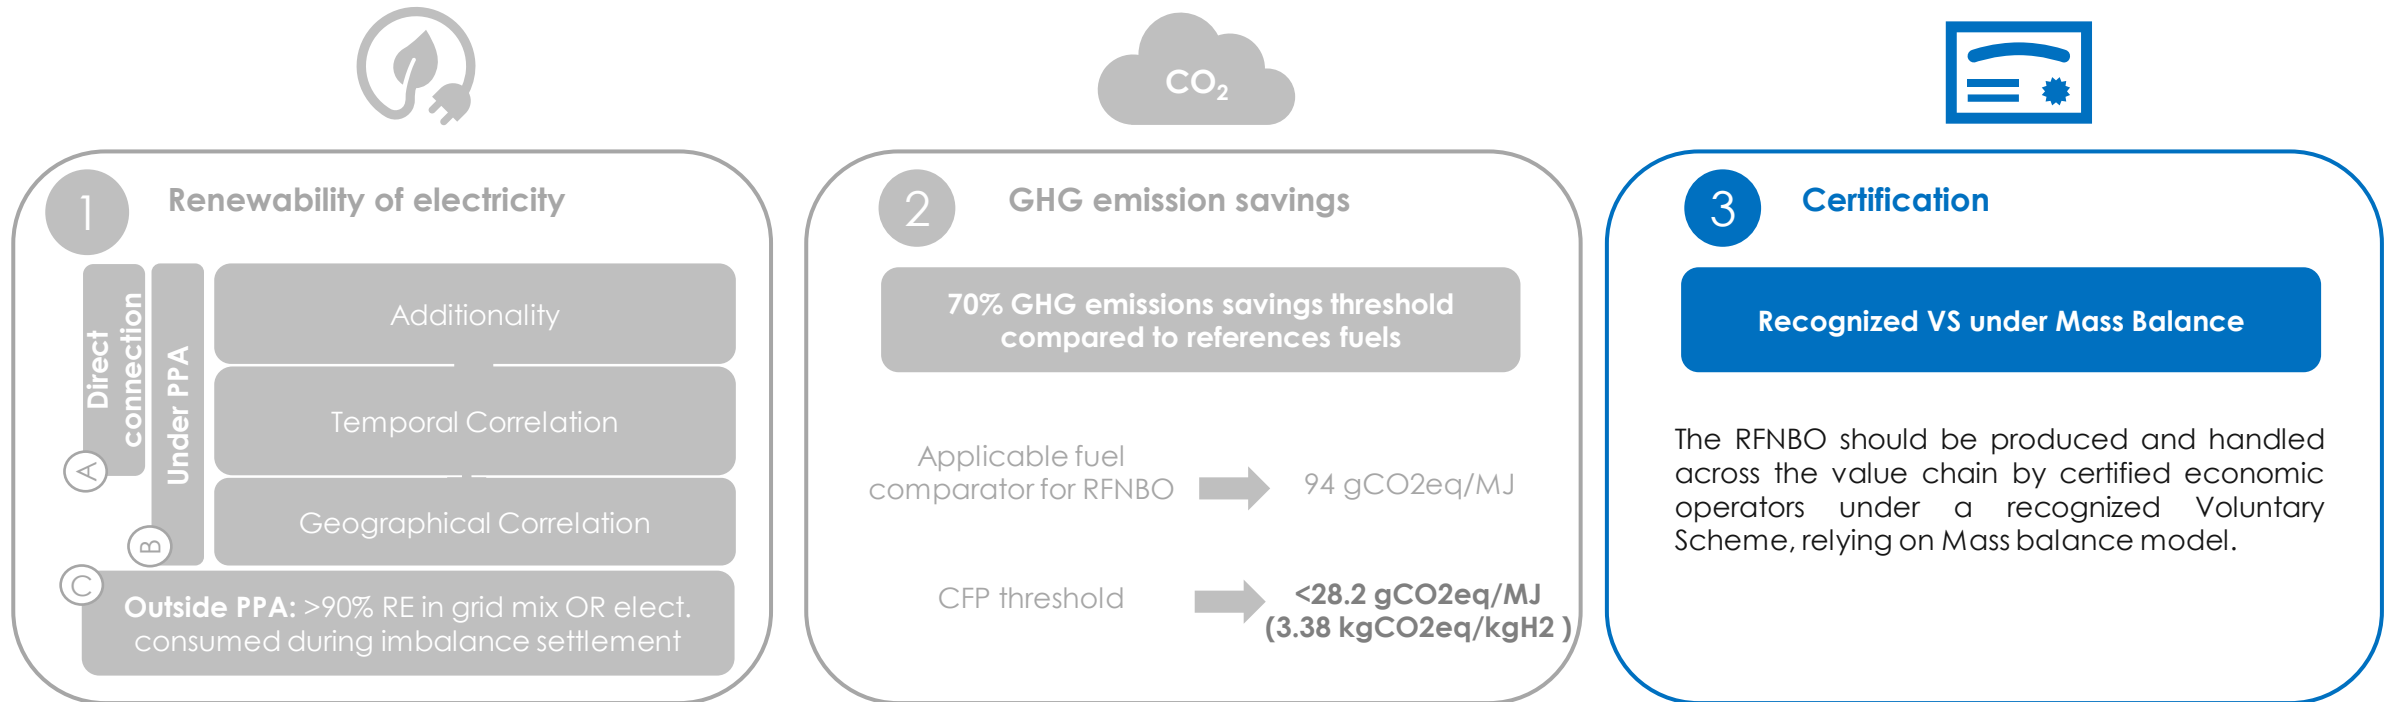 CO2
1
Renewability of electricity
Direct
connection
Under PPA
Additionality
Temporal Correlation
Geographical Correlation
A
B
C
Outside PPA: >90% RE in grid mix OR elect.
consumed during imbalance settlement
2
GHG emission savings
70% GHG emissions savings threshold
compared to references fuels
Applicable fuel
comparator for RFNBO
94 gCO2eq/MJ
CFP threshold
<28.2 gCO2eq/MJ
(3.38 kgCO2eq/kgH2 )
3
Certification
Recognized VS under Mass Balance
The RFNBO should be produced and handled
across the value chain by certified economic
operators under a recognized Voluntary
Scheme, relying on Mass balance model.